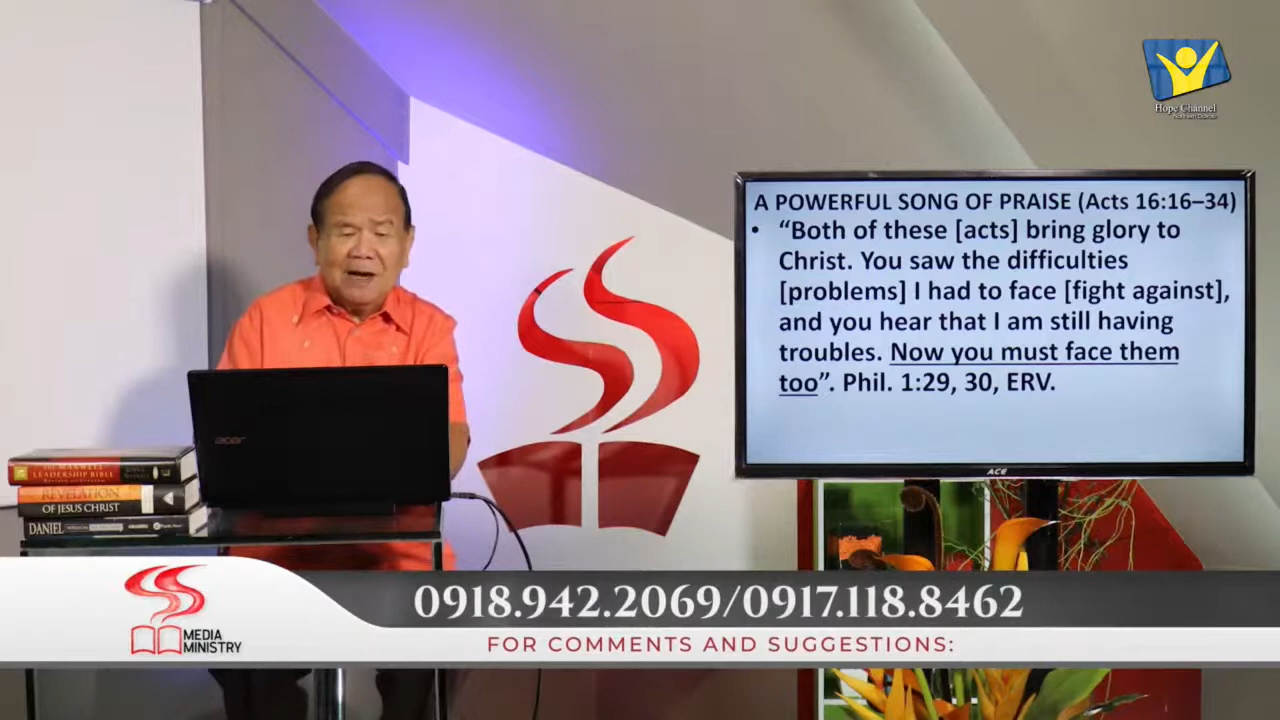 Hope Channel
A POWERFUL SONG OF PRAISE (Acts 16:16–34)
• “Both of these [acts] bring glory to
Christ. You saw the difficulties
[problems] I had to face [fight against],
and you hear that I am still having
troubles. Now you must face them
too”. Phil. 1:29, 30, ERV.
ACE
acer
THE MAXWELL
LEADERSHIP BIBLE
REVELATION
OF JESUS CHRIST
DANIEL
MEDIA
MINISTRY
0918.942.2069/0917.118.8462
FOR COMMENTS AND SUGGESTIONS: